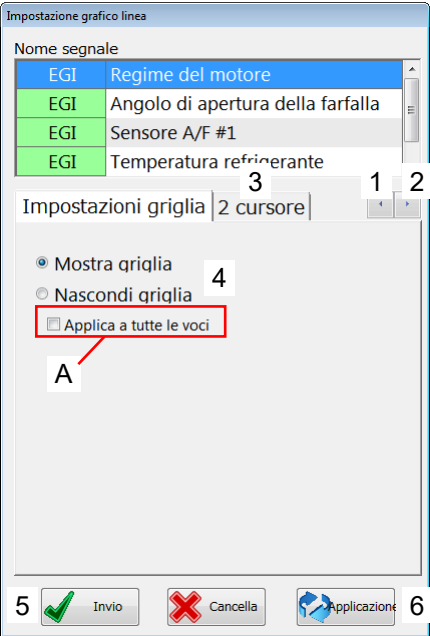 Impostazione grafico linea
Nome segnale
EGI Regime del motore
EGI Angolo di apertura della farfalla
EGI Sensore A/F #1
EGI Temperatura refrigerante
3 1 2
Impostazioni griglia 2 cursore
Mostra griglia
4
Nascondi griglia
Applica a tutte le voci
A
5 Invio Cancella Applicazione 6